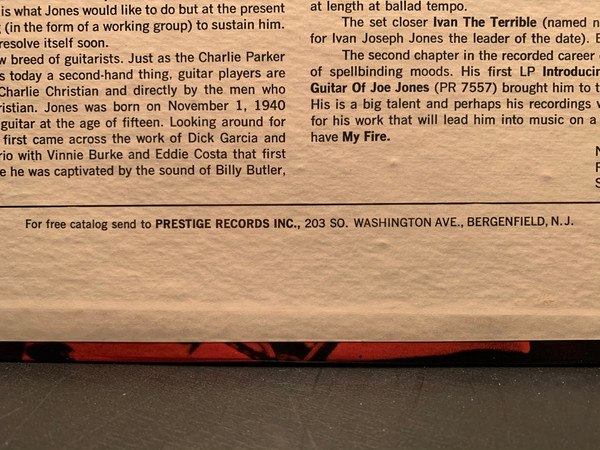 is what Jones would like to do but at the present
(in the form of a working group) to sustain him.
resolve itself soon.
w breed of guitarists. Just as the Charlie Parker
s today a second-hand thing, guitar players are
Charlie Christian and directly by the men who
ristian. Jones was born on November 1, 1940
guitar at the age of fifteen. Looking around for
first came across the work of Dick Garcia and
rio with Vinnie Burke and Eddie Costa that first
e he was captivated by the sound of Billy Butler,
at length at ballad tempo.
The set closer Ivan The Terrible (named n
for Ivan Joseph Jones the leader of the date). E
The second chapter in the recorded career
of spellbinding moods. His first LP Introducin
Guitar Of Joe Jones (PR 7557) brought him to t
His is a big talent and perhaps his recordings v
for his work that will lead him into music on a
have My Fire.
For free catalog send to PRESTIGE RECORDS INC., 203 SO. WASHINGTON AVE., BERGENFIELD, N.J.